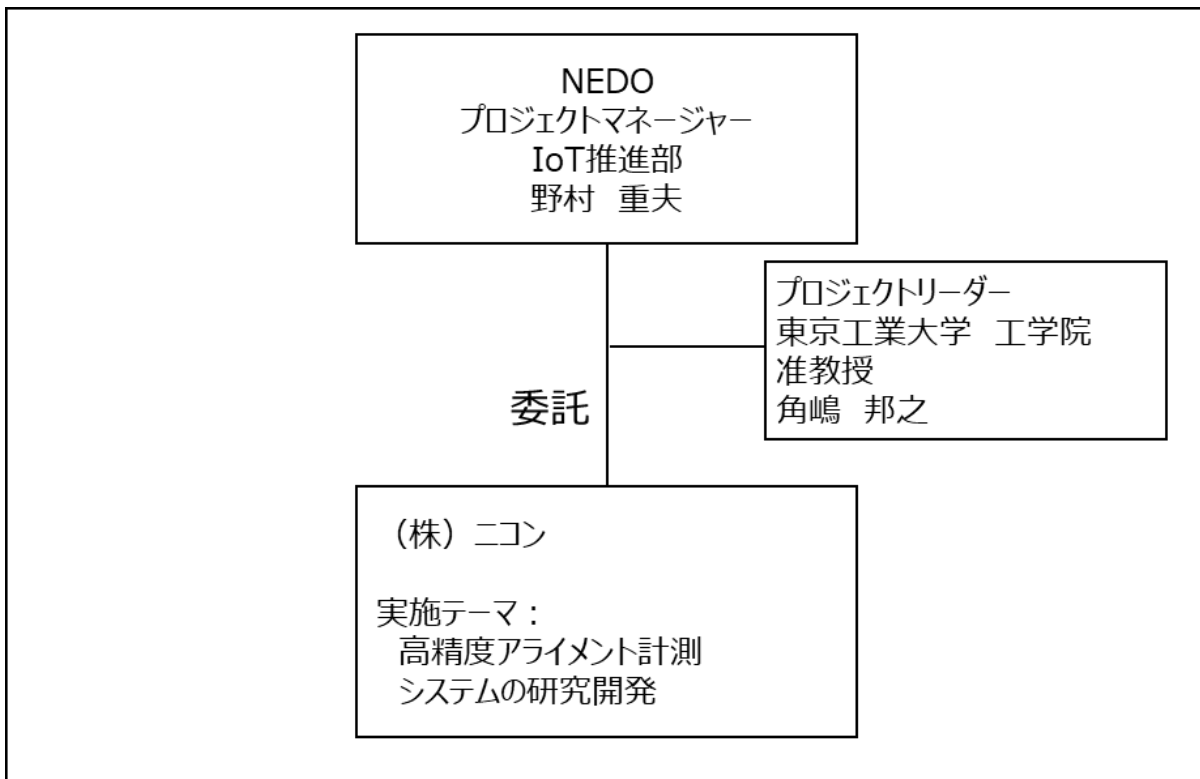 NEDO
プロジェクトマネージャー
IoT推進部
野村　重夫
プロジェクトリーダー
東京工業大学　工学院
准教授
角嶋　邦之
委託
（株）ニコン
実施テーマ：
高精度アライメント計測
システムの研究開発